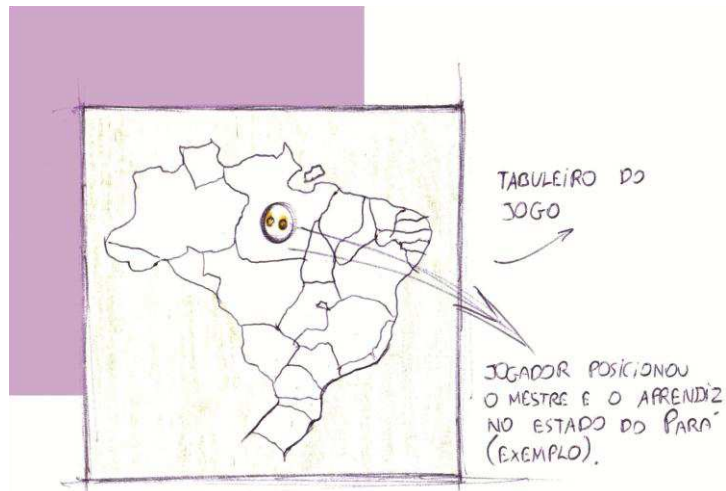 TABULEIRO DO
JOGO
JOGADOR POSICIONOU
O MESTRE E O APRENDIZ
NO ESTADO DO PARÁ
(EXEMPLO).